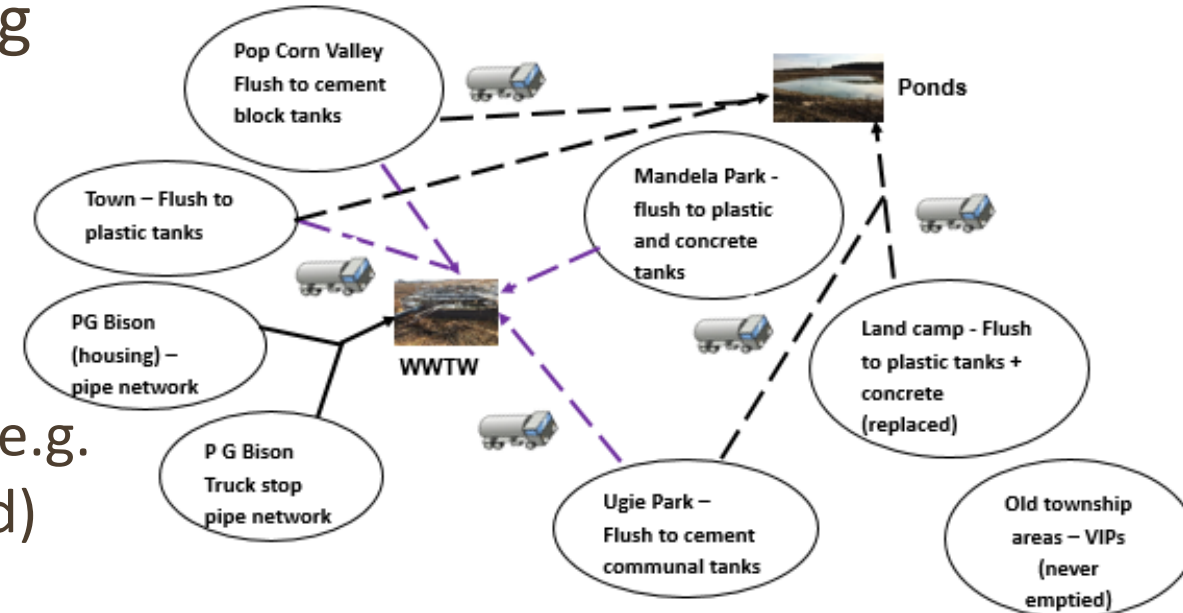 g
e.g.
d)
Pop Corn Valley
Flush to cement
block tanks
Ponds
Town – Flush to
plastic tanks
Mandela Park -
flush to plastic
and concrete
tanks
PG Bison
(housing) –
pipe network
WWTW
Land camp - Flush
to plastic tanks +
concrete
(replaced)
P G Bison
Truck stop
pipe network
Ugie Park –
Flush to cement
communal tanks
Old township
areas – VIPs
(never
emptied)